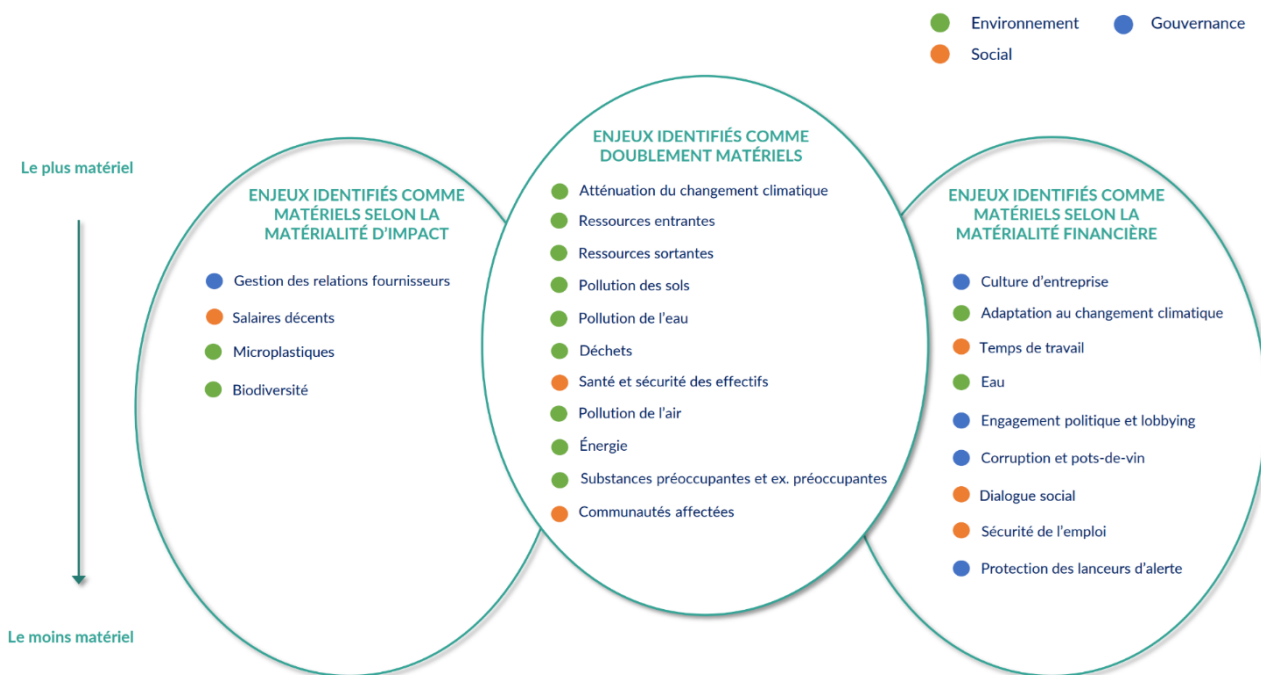 Environnement
Gouvernance
Social
Le plus matériel
Le moins matériel
ENJEUX IDENTIFIÉS COMME
MATÉRIELS SELON LA
MATÉRIALITÉ D'IMPACT
Gestion des relations fournisseurs
Salaires décents
Microplastiques
Biodiversité
ENJEUX IDENTIFIÉS COMME
DOUBLEMENT MATÉRIELS
Atténuation du changement climatique
Ressources entrantes
Ressources sortantes
Pollution des sols
Pollution de l'eau
Déchets
Santé et sécurité des effectifs
Pollution de l'air
Énergie
Substances préoccupantes et ex. préoccupantes
Communautés affectées
ENJEUX IDENTIFIÉS COMME
MATÉRIELS SELON LA
MATÉRIALITÉ FINANCIÈRE
Culture d'entreprise
Adaptation au changement climatique
Temps de travail
Eau
Engagement politique et lobbying
Corruption et pots-de-vin
Dialogue social
Sécurité de l'emploi
Protection des lanceurs d'alerte